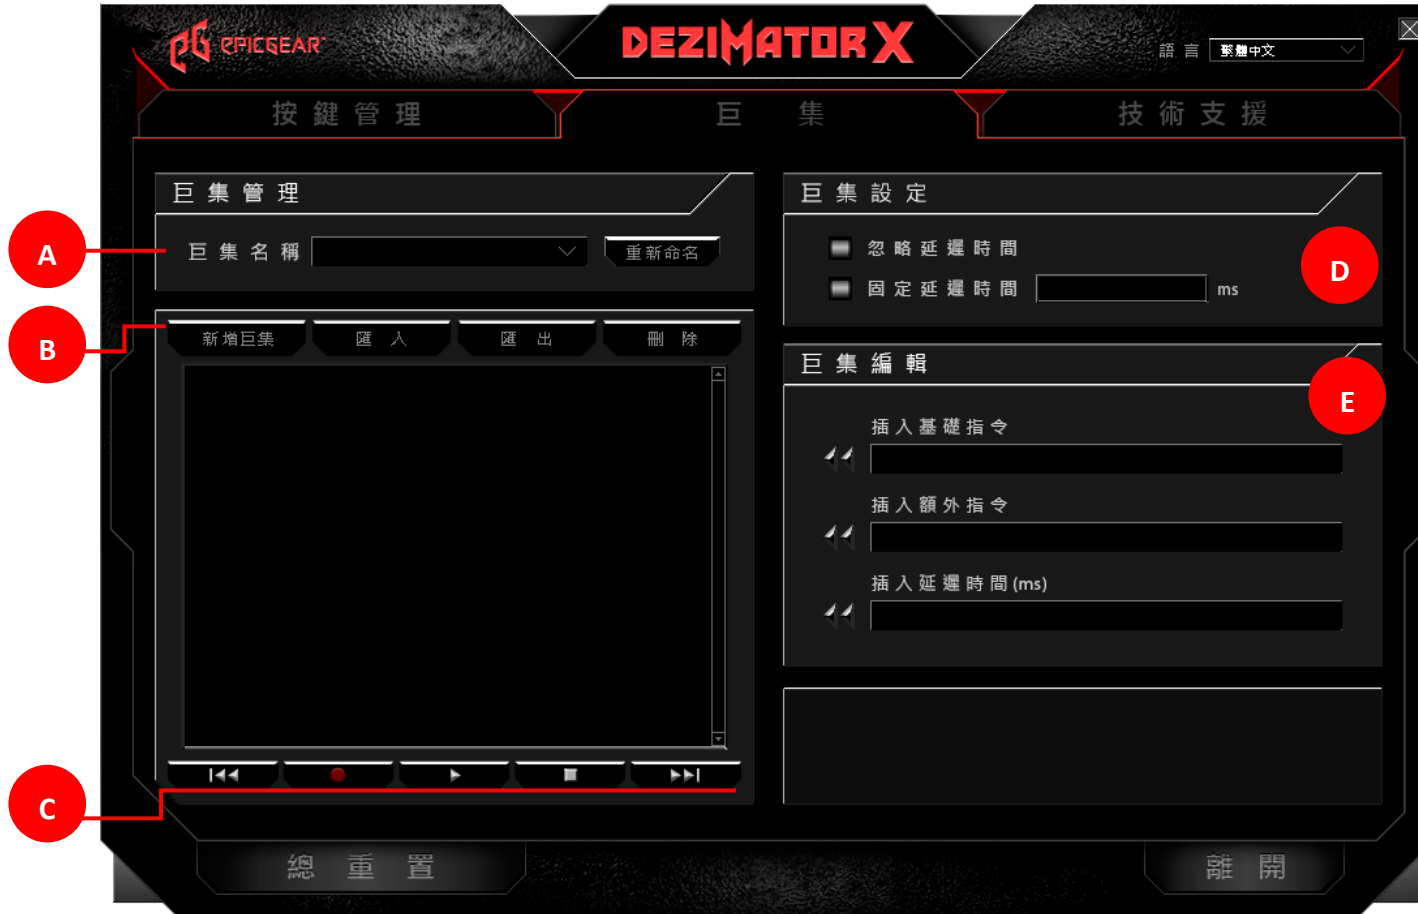 EPICGEAR
DEZIMATOR X
語言 繁體中文
按鍵管理 巨集 技術支援
巨集管理
A
巨集名稱 重新命名
B
新增巨集 匯入 匯出 刪除
C
巨集設定
忽略延遲時間
固定延遲時間 ms
D
巨集編輯
E
插入基礎指令
插入額外指令
插入延遲時間(ms)
總重置 離開